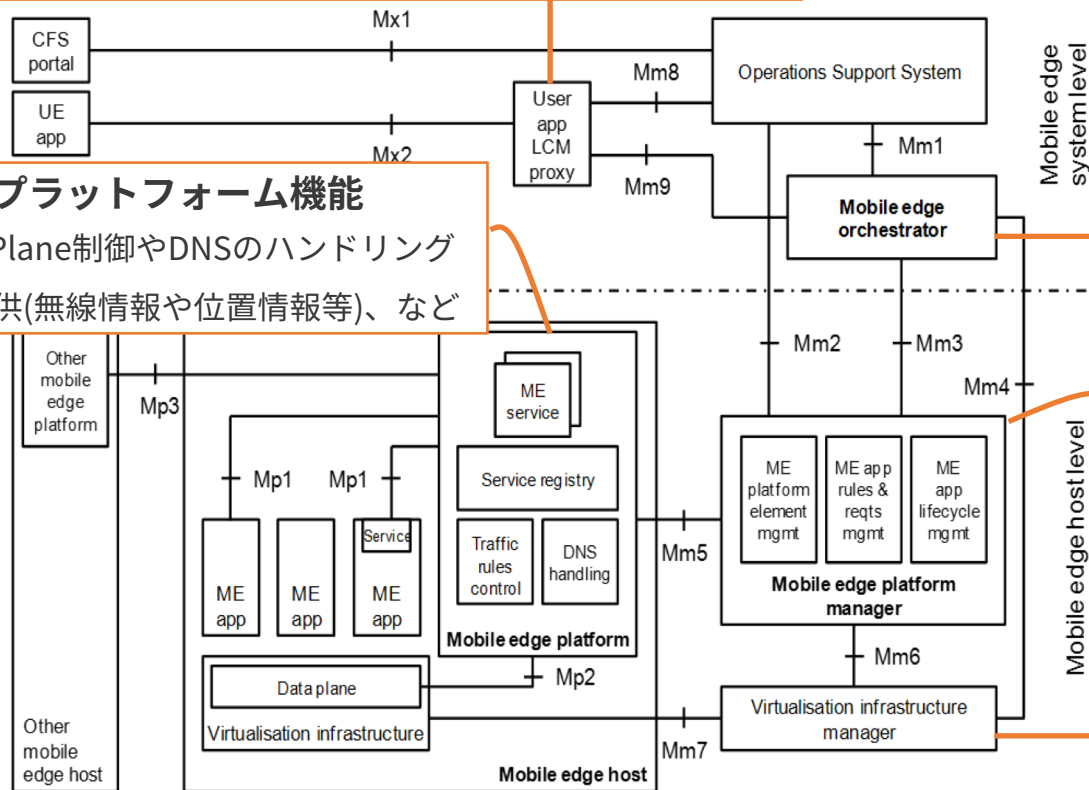 Mx1
CFS
portal
Operations Support System
Mobile edge
system level
Mm8
UE
app
User
app
LCM
proxy
Mx2
Mm1
Mm9
プラットフォーム機能
Plane制御やDNSのハンドリング
供(無線情報や位置情報等)、など
Mobile edge
orchestrator
Mm2
Mm3
Mm4
Other
mobile
edge
platform
Mp3
ME
service
Service registry
Mp1
Mp1
Traffic
rules
control
DNS
handling
Mm5
ME
platform
element
mgmt
ME app
rules &
reqts
mgmt
ME
app
lifecycle
mgmt
Mobile edge host level
Service
ME
app
ME
app
ME
app
Mobile edge platform
Mobile edge platform
manager
Mp2
Mm6
Data plane
Virtualisation infrastructure
Mm7
Virtualisation infrastructure
manager
Other
mobile
edge host
Mobile edge host